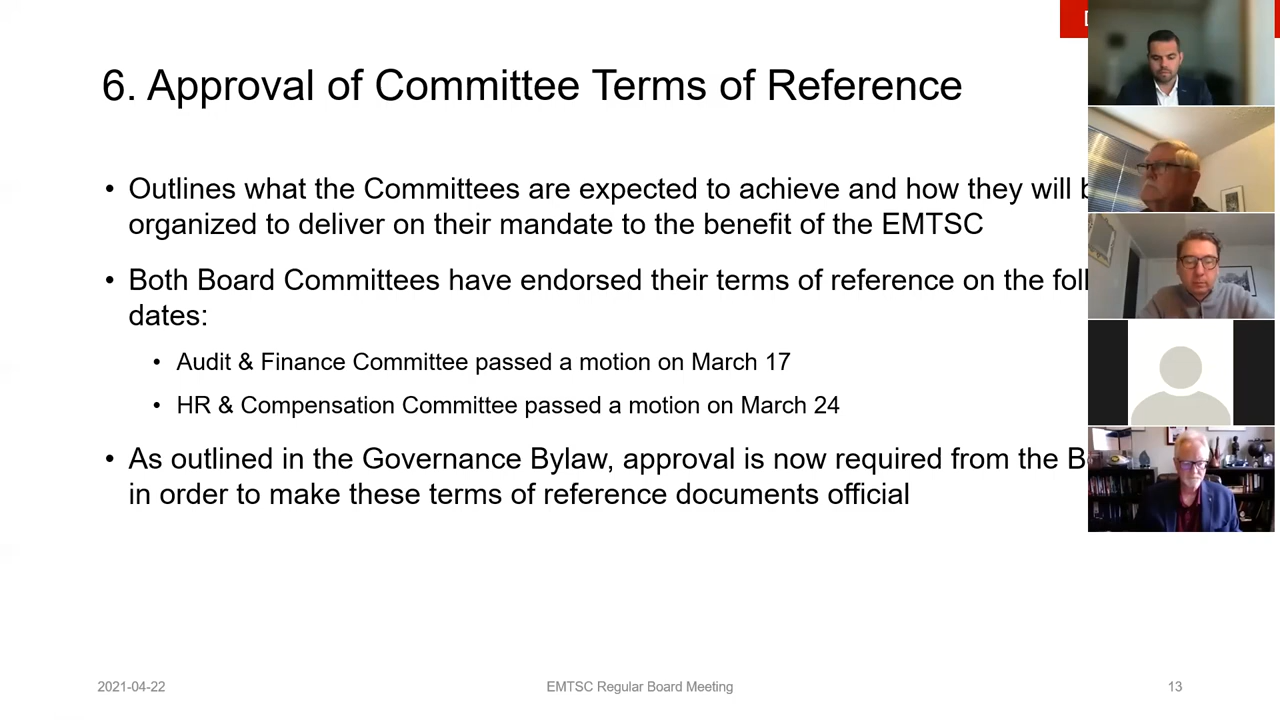 6. Approval of Committee Terms of Reference
• Outlines what the Committees are expected to achieve and how they will
organized to deliver on their mandate to the benefit of the EMTSC
• Both Board Committees have endorsed their terms of reference on the
dates:
• Audit & Finance Committee passed a motion on March 17
• HR & Compensation Committee passed a motion on March 24
• As outlined in the Governance Bylaw, approval is now required from the
in order to make these terms of reference documents official
2021-04-22
EMTSC Regular Board Meeting
13